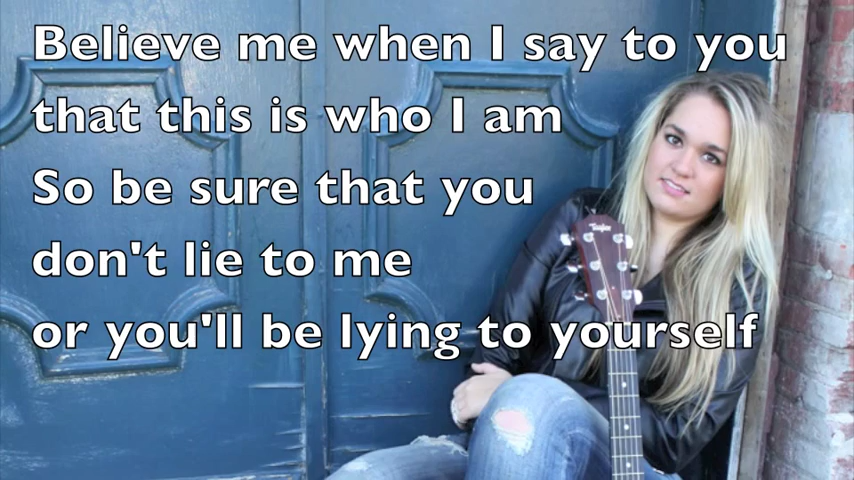 Believe me when I say to you
that this is who I am
So be sure that you
don't lie to me
or you'll be lying to yourself
Taylor